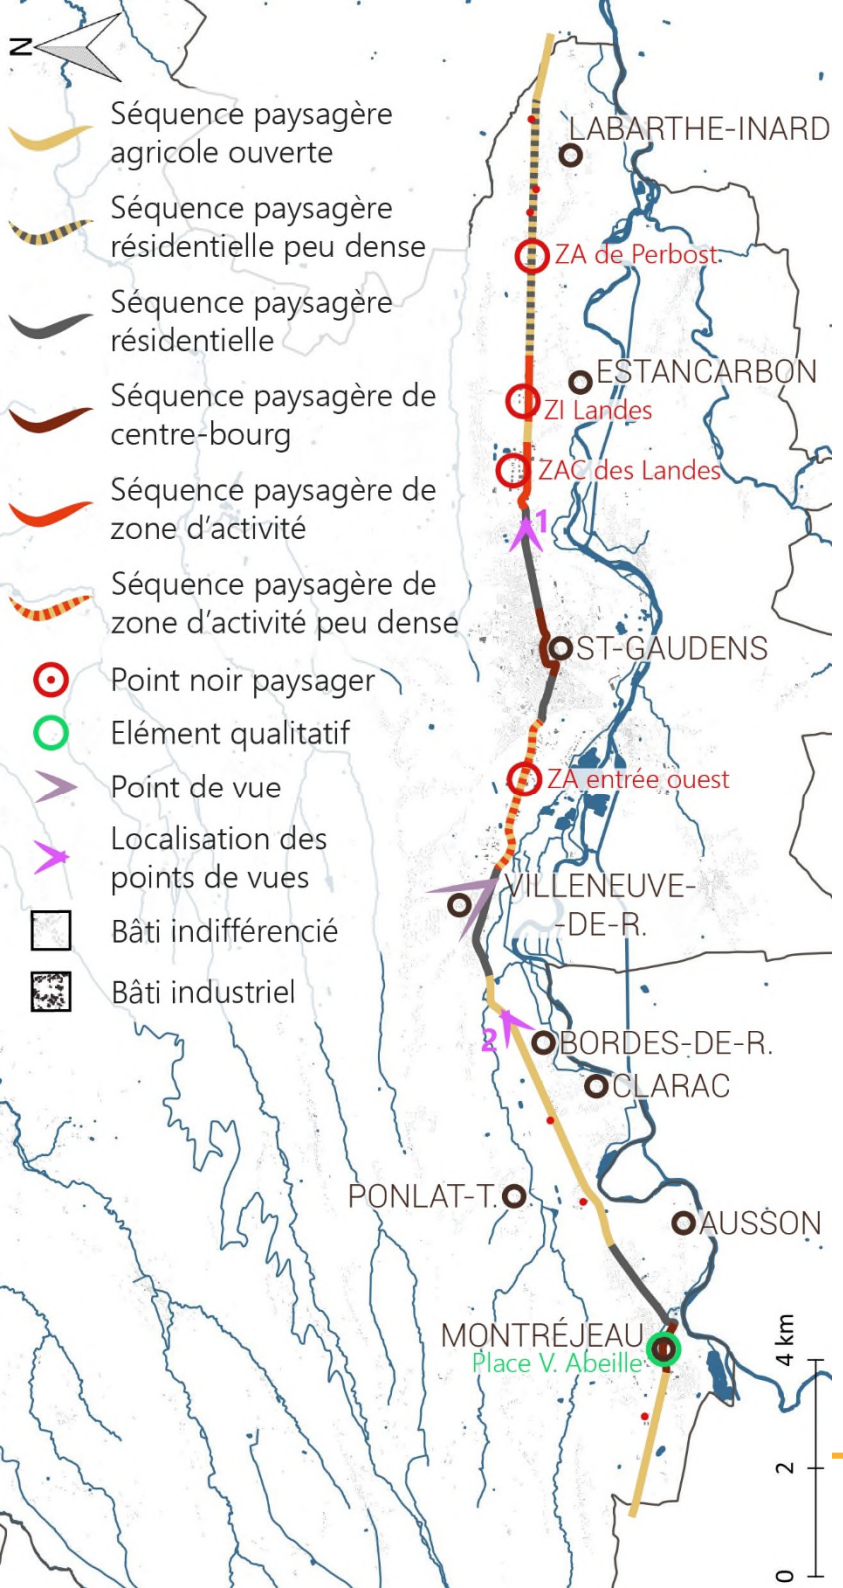 N
Séquence paysagère
agricole ouverte
Séquence paysagère
résidentielle peu dense
Séquence paysagère
résidentielle
Séquence paysagère de
centre-bourg
Séquence paysagère de
zone d'activité
Séquence paysagère de
zone d'activité peu dense
Point noir paysager
Elément qualitatif
Point de vue
Localisation des
points de vues
Bâti indifférencié
Bâti industriel
LABARTHE-INARD
ZA de Perbost
ESTANCARBON
ZI Landes
ZAC des Landes
1
ST-GAUDENS
ZA entrée ouest
VILLENEUVE-
-DE-R.
2
BORDES-DE-R.
CLARAC
PONLAT-T.
AUSSON
MONTRÉJEAU
Place V. Abeille
4 km
2
0